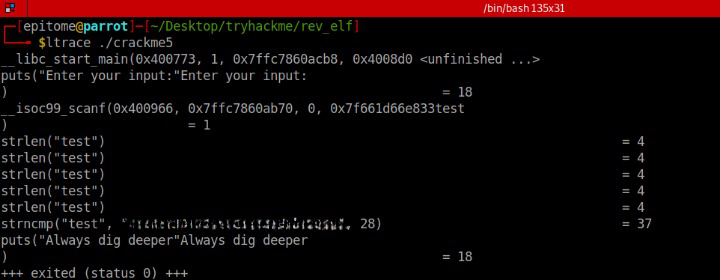 /bin/bash 135x31
[epitome@parrot]─[~/Desktop/tryhackme/rev_elf]
$ltrace ./crackme5
__libc_start_main(0x400773, 1, 0x7ffc7860acb8, 0x4008d0 <unfinished ...>
puts("Enter your input:"Enter your input:
) = 18
__isoc99_scanf(0x400966, 0x7ffc7860ab70, 0, 0x7f661d66e833test
) = 1
strlen("test") = 4
strlen("test") = 4
strlen("test") = 4
strlen("test") = 4
strlen("test") = 4
strncmp("test", " , 28) = 37
puts("Always dig deeper"Always dig deeper
) = 18
+++ exited (status 0) +++